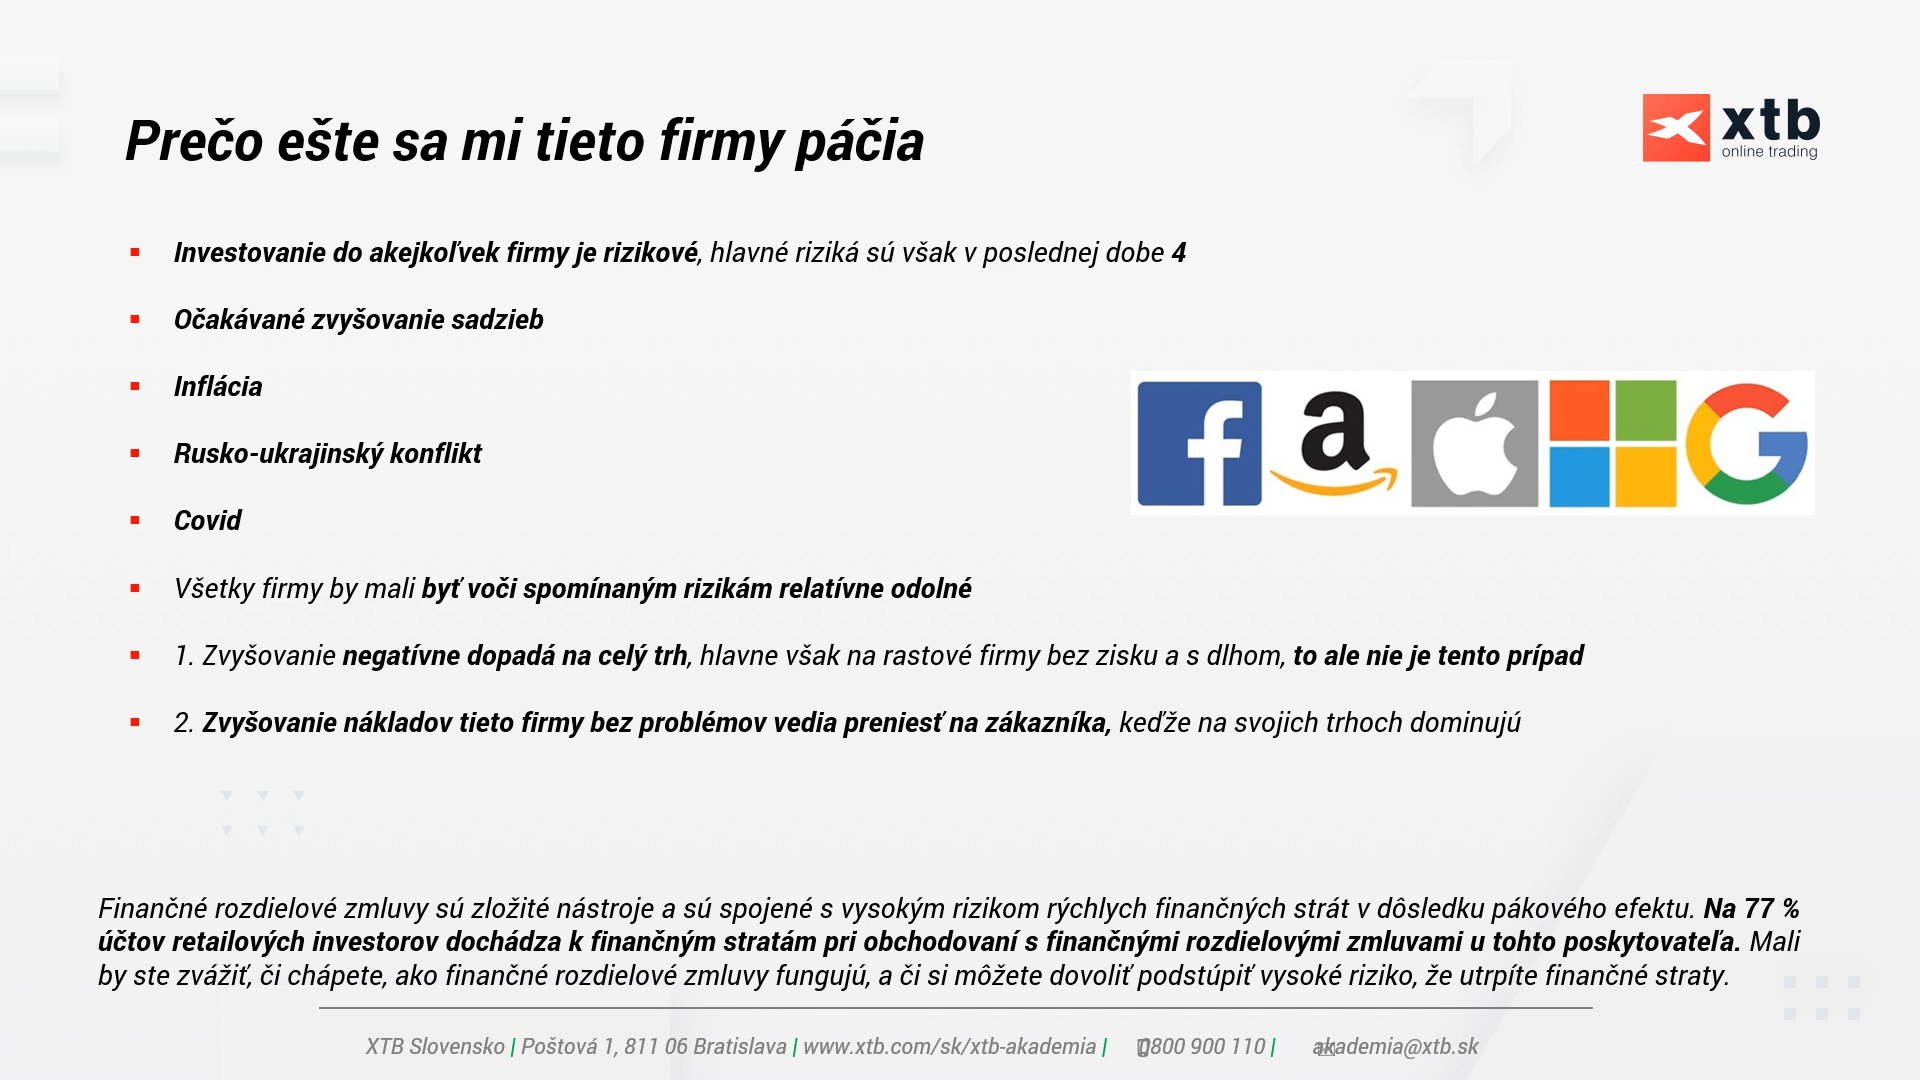 Prečo ešte sa mi tieto firmy páčia
xtb
online trading
Investovanie do akejkoľvek firmy je rizikové, hlavné riziká sú však v poslednej dobe 4
Očakávané zvyšovanie sadzieb
Inflácia
Rusko-ukrajinský konflikt
Covid
Všetky firmy by mali byť voči spomínaným rizikám relatívne odolné
1. Zvyšovanie negatívne dopadá na celý trh, hlavne však na rastové firmy bez zisku a s dlhom, to ale nie je tento prípad
2. Zvyšovanie nákladov tieto firmy bez problémov vedia preniesť na zákazníka, keďže na svojich trhoch dominujú
Finančné rozdielové zmluvy sú zložité nástroje a sú spojené s vysokým rizikom rýchlych finančných strát v dôsledku pákového efektu. Na 77 %
účtov retailových investorov dochádza k finančným stratám pri obchodovaní s finančnými rozdielovými zmluvami u tohto poskytovateľa. Mali
by ste zvážiť, či chápete, ako finančné rozdielové zmluvy fungujú, a či si môžete dovoliť podstúpiť vysoké riziko, že utrpíte finančné straty.
XTB Slovensko | Poštová 1, 811 06 Bratislava | www.xtb.com/sk/xtb-akademia | 0800 900 110 | akademia@xtb.sk